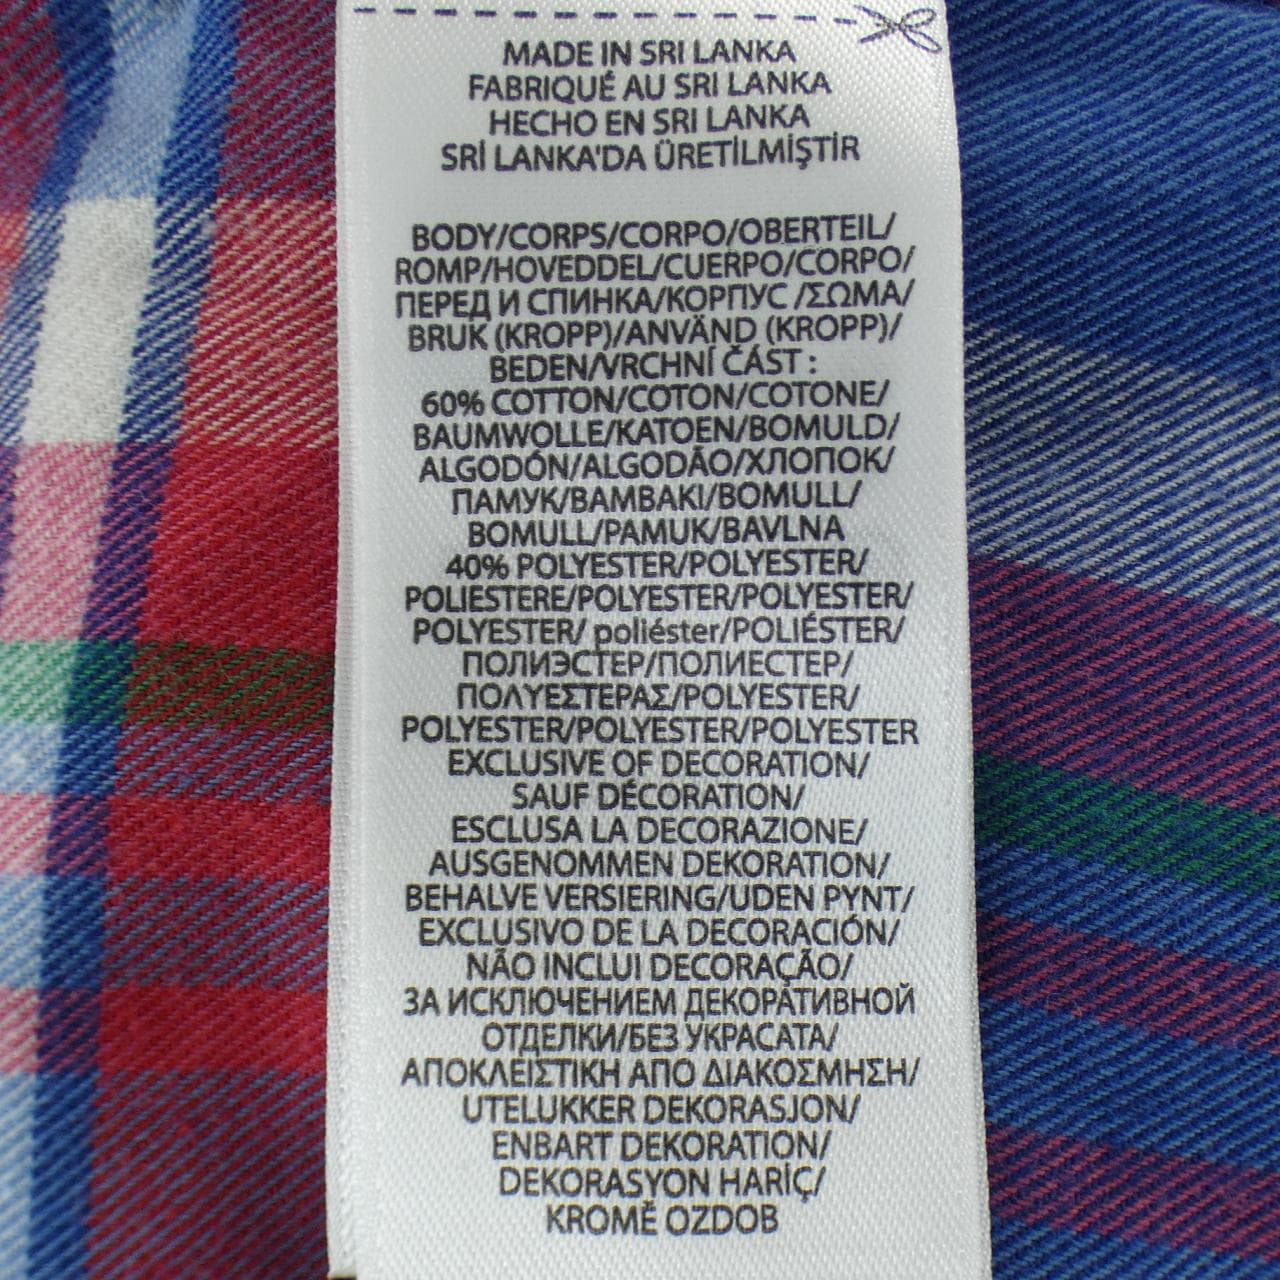 MADE IN SRI LANKA
FABRIQUÉ AU SRI LANKA
HECHO EN SRI LANKA
SRİ LANKA'DA ÜRETİLMİŞTİR
BODY/CORPS/CORPO/OBERTEIL/
ROMP/HOVEDDEL/CUERPO/CORPO/
ПЕРЕД И СПИНКА/КОРПУС /ΣΩΜΑ/
BRUK (KROPP)/ANVÄND (KROPP)/
BEDEN/VRCHNÍ ČÁST :
60% COTTON/COTON/COTONE/
BAUMWOLLE/KATOEN/BOMULD/
ALGODÓN/ALGODÃO/ХЛОПОК/
ПАМУК/ΒΑΜΒΑΚΙ/BOMULL/
BOMULL/PAMUK/BAVLNA
40% POLYESTER/POLYESTER/
POLIESTERE/POLYESTER/POLYESTER/
POLYESTER/ poliéster/POLIÉSTER/
ПОЛИЭСТЕР/ПОЛИЕСТЕР/
ΠΟΛΥΕΣΤΕΡΑΣ/POLYESTER/
POLYESTER/POLYESTER/POLYESTER
EXCLUSIVE OF DECORATION/
SAUF DÉCORATION/
ESCLUSA LA DECORAZIONE/
AUSGENOMMEN DEKORATION/
BEHALVE VERSIERING/UDEN PYNT/
EXCLUSIVO DE LA DECORACIÓN/
NÃO INCLUI DECORAÇÃO/
ЗА ИСКЛЮЧЕНИЕМ ДЕКОРАТИВНОЙ
ОТДЕЛКИ/БЕЗ УКРАСАТА/
ΑΠΟΚΛΕΙΣΤΙΚΗ ΑΠΟ ΔΙΑΚΟΣΜΗΣΗ/
UTELUKKER DEKORASJON/
ENBART DEKORATION/
DEKORASYON HARİÇ/
KROMĚ OZDOB